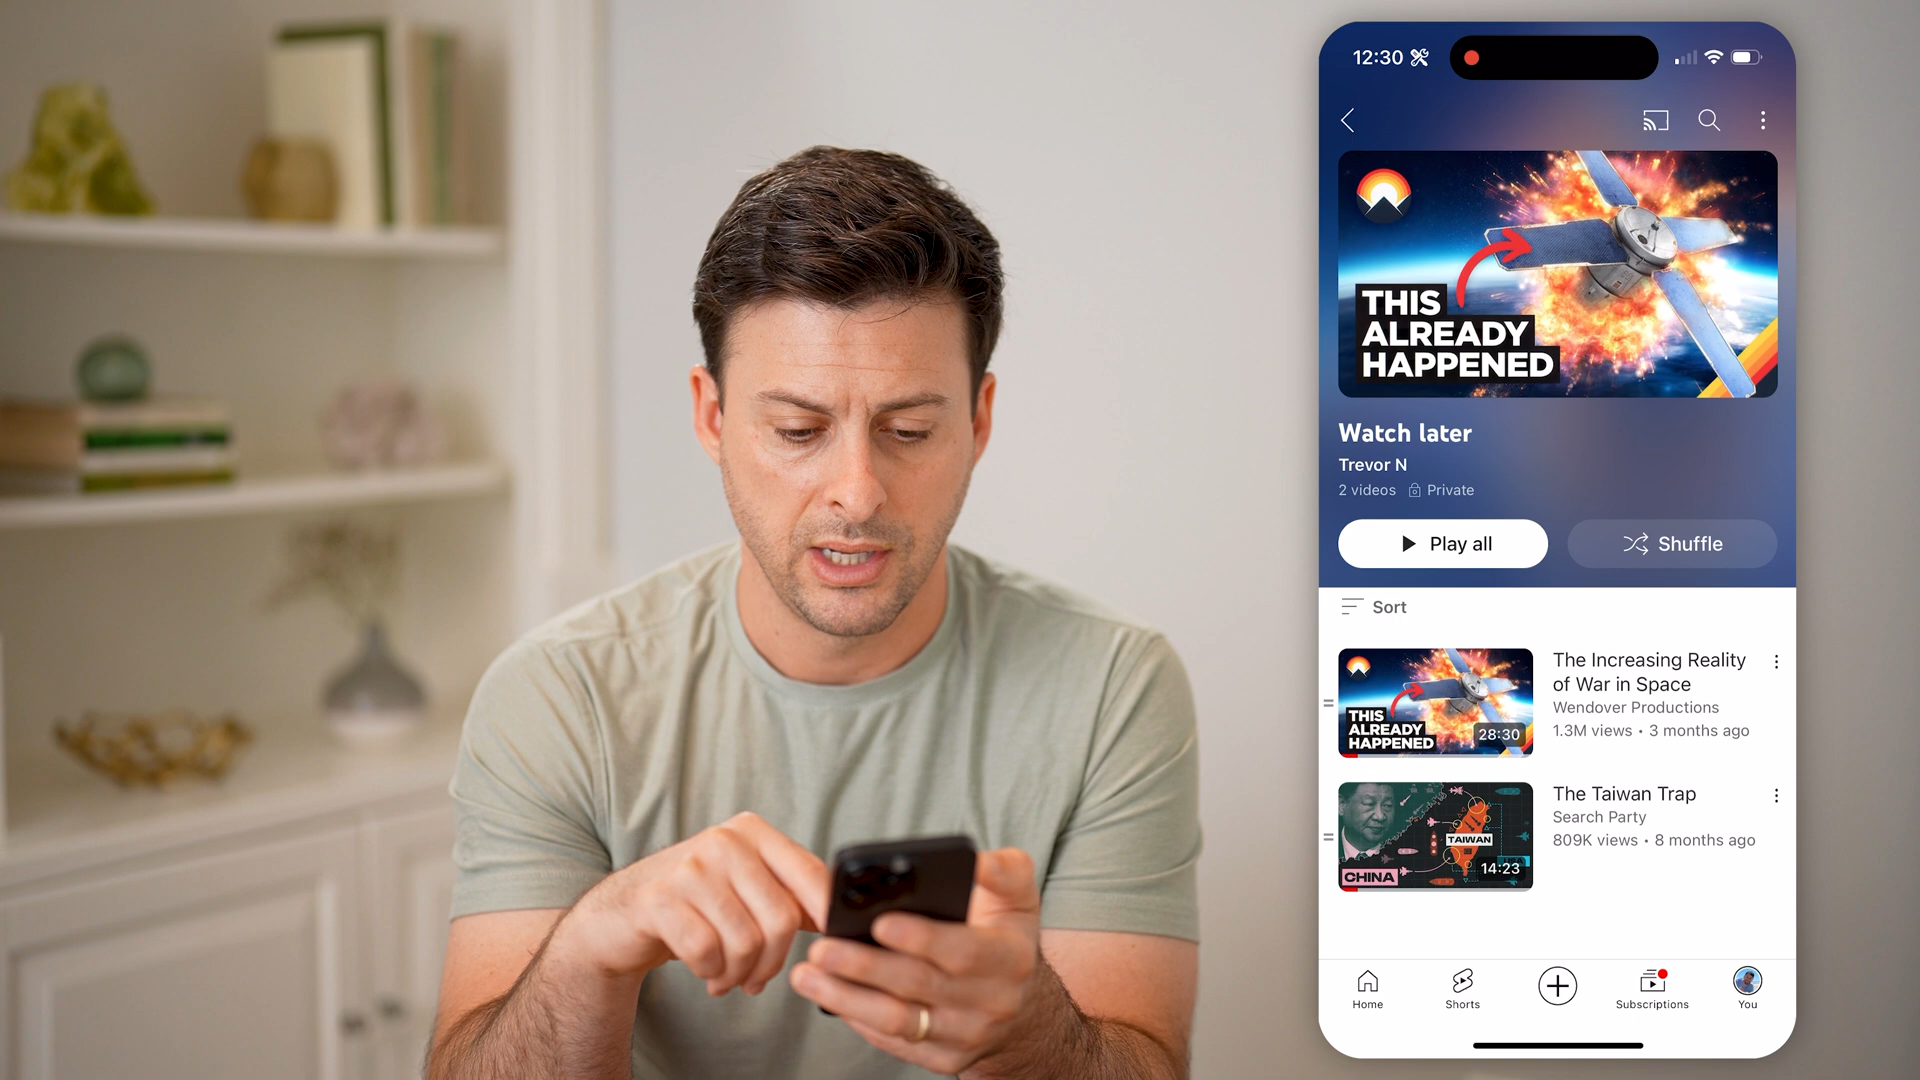 12:30
THIS
ALREADY
HAPPENED
Watch later
Trevor N
2 videos Private
Play all
Shuffle
Sort
THIS
ALREADY
HAPPENED
28:30
The Increasing Reality
of War in Space
Wendover Productions
1.3M views • 3 months ago
TAIWAN
CHINA
14:23
The Taiwan Trap
Search Party
809K views • 8 months ago
Home
Shorts
Subscriptions
You